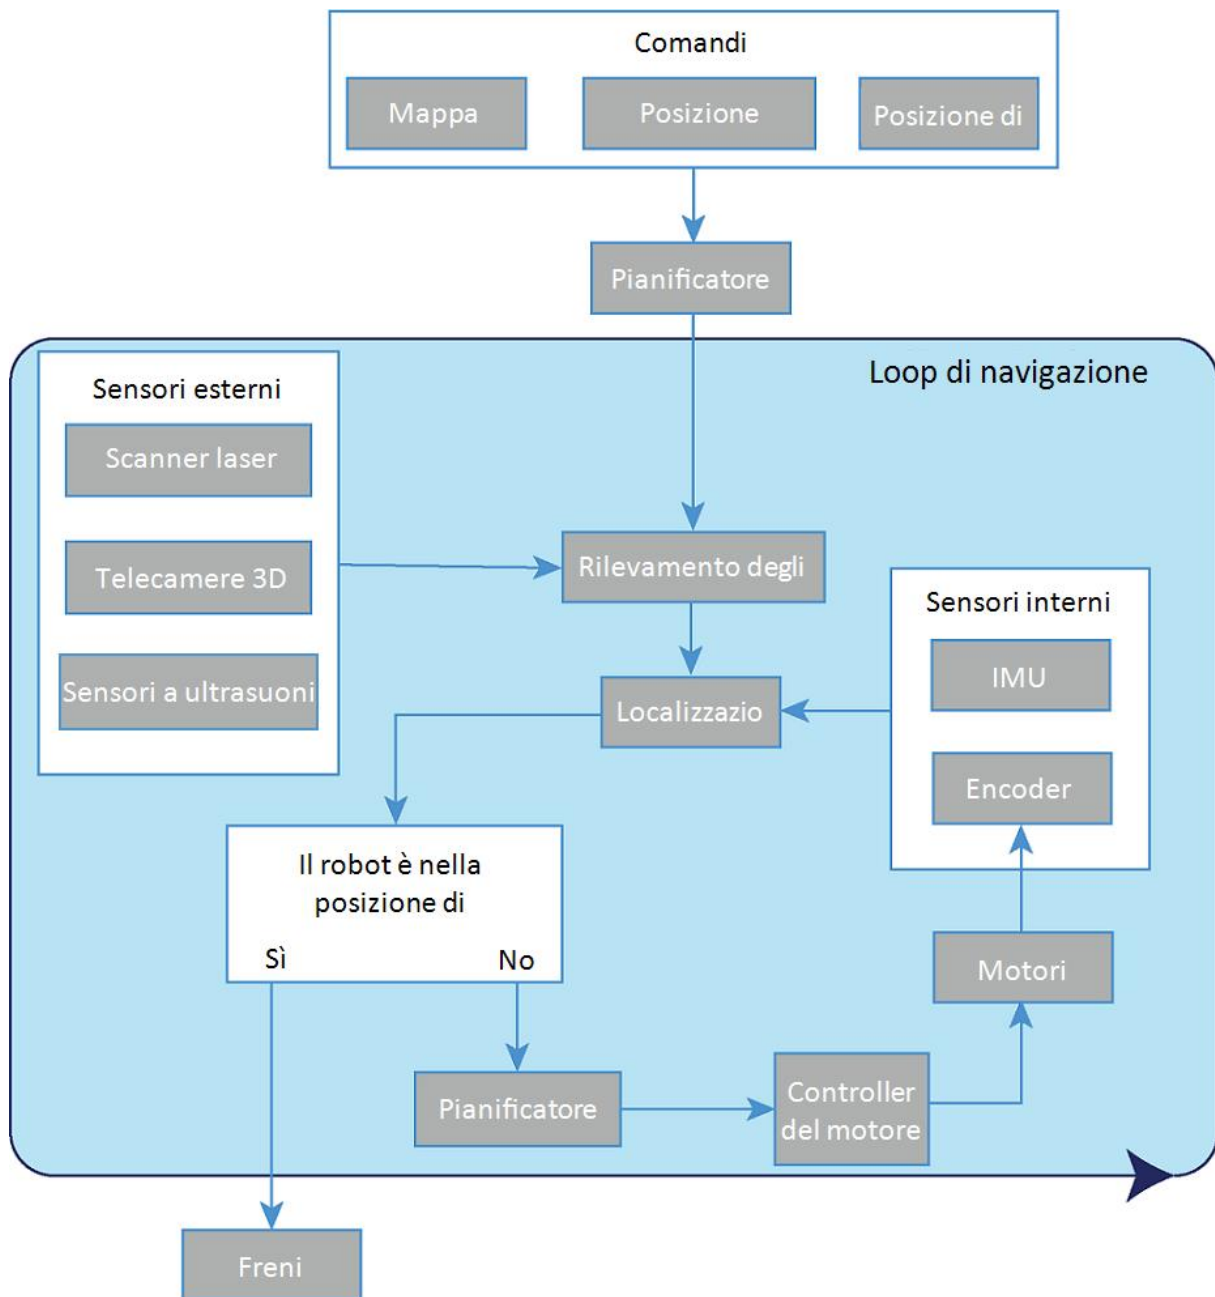 Comandi
Mappa
Posizione
Posizione di
Pianificatore
Loop di navigazione
Sensori esterni
Scanner laser
Telecamere 3D
Sensori a ultrasuoni
Rilevamento degli
Sensori interni
IMU
Localizzazio
Encoder
Il robot è nella
posizione di
Sì
No
Motori
Pianificatore
Controller
del motore
Freni